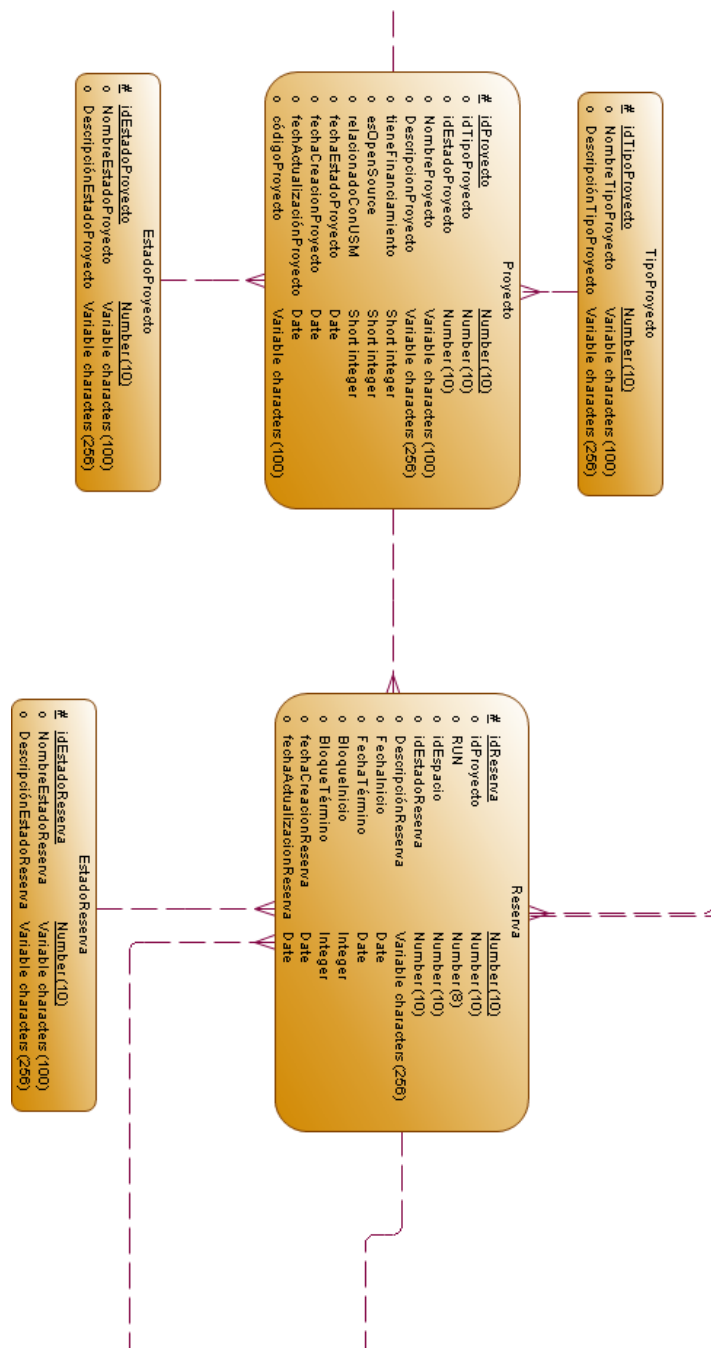 TipoProyecto
# idTipoProyecto Number (10)
o NombreTipoProyecto Variable characters (100)
o DescripciónTipoProyecto Variable characters (256)
Proyecto
# idProyecto Number (10)
o idTipoProyecto Number (10)
o idEstadoProyecto Number (10)
o NombreProyecto Variable characters (100)
o DescripcionProyecto Variable characters (256)
o tieneFinanciamiento Short integer
o esOpenSource Short integer
o relacionadoConUSM Short integer
o fechaEstadoProyecto Date
o fechaCreacionProyecto Date
o fechaActualizaciónProyecto Date
o códigoProyecto Variable characters (100)
EstadoProyecto
# idEstadoProyecto Number (10)
o NombreEstadoProyecto Variable characters (100)
o DescripciónEstadoProyecto Variable characters (256)
Reserva
# idReserva Number (10)
o idProyecto Number (10)
o RUN Number (8)
o idEspacio Number (10)
o idEstadoReserva Number (10)
o DescripciónReserva Variable characters (256)
o FechaInicio Date
o FechaTérmino Date
o BloqueInicio Integer
o BloqueTérmino Integer
o fechaCreacionReserva Date
o fechaActualizacionReserva Date
EstadoReserva
# idEstadoReserva Number (10)
o NombreEstadoReserva Variable characters (100)
o DescripciónEstadoReserva Variable characters (256)